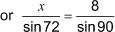 or x/sin72 = 8/sin90